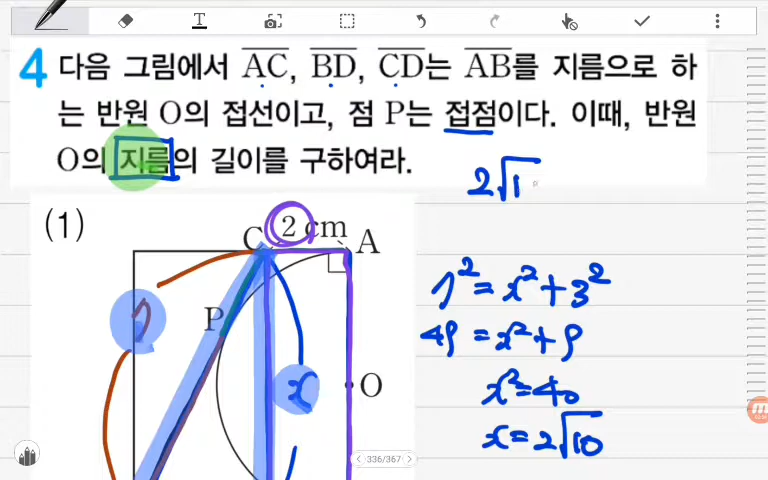 4 다음 그림에서 AC, BD, CD는 AB를 지름으로 하
는 반원 O의 접선이고, 점 P는 접점이다. 이때, 반원
O의 지름의 길이를 구하여라.
2√1
(1)
C 2 cm A
7² = x² + 3²
7
P
49 = x² + 9
x
O
x² = 40
x = 2√10
336/367